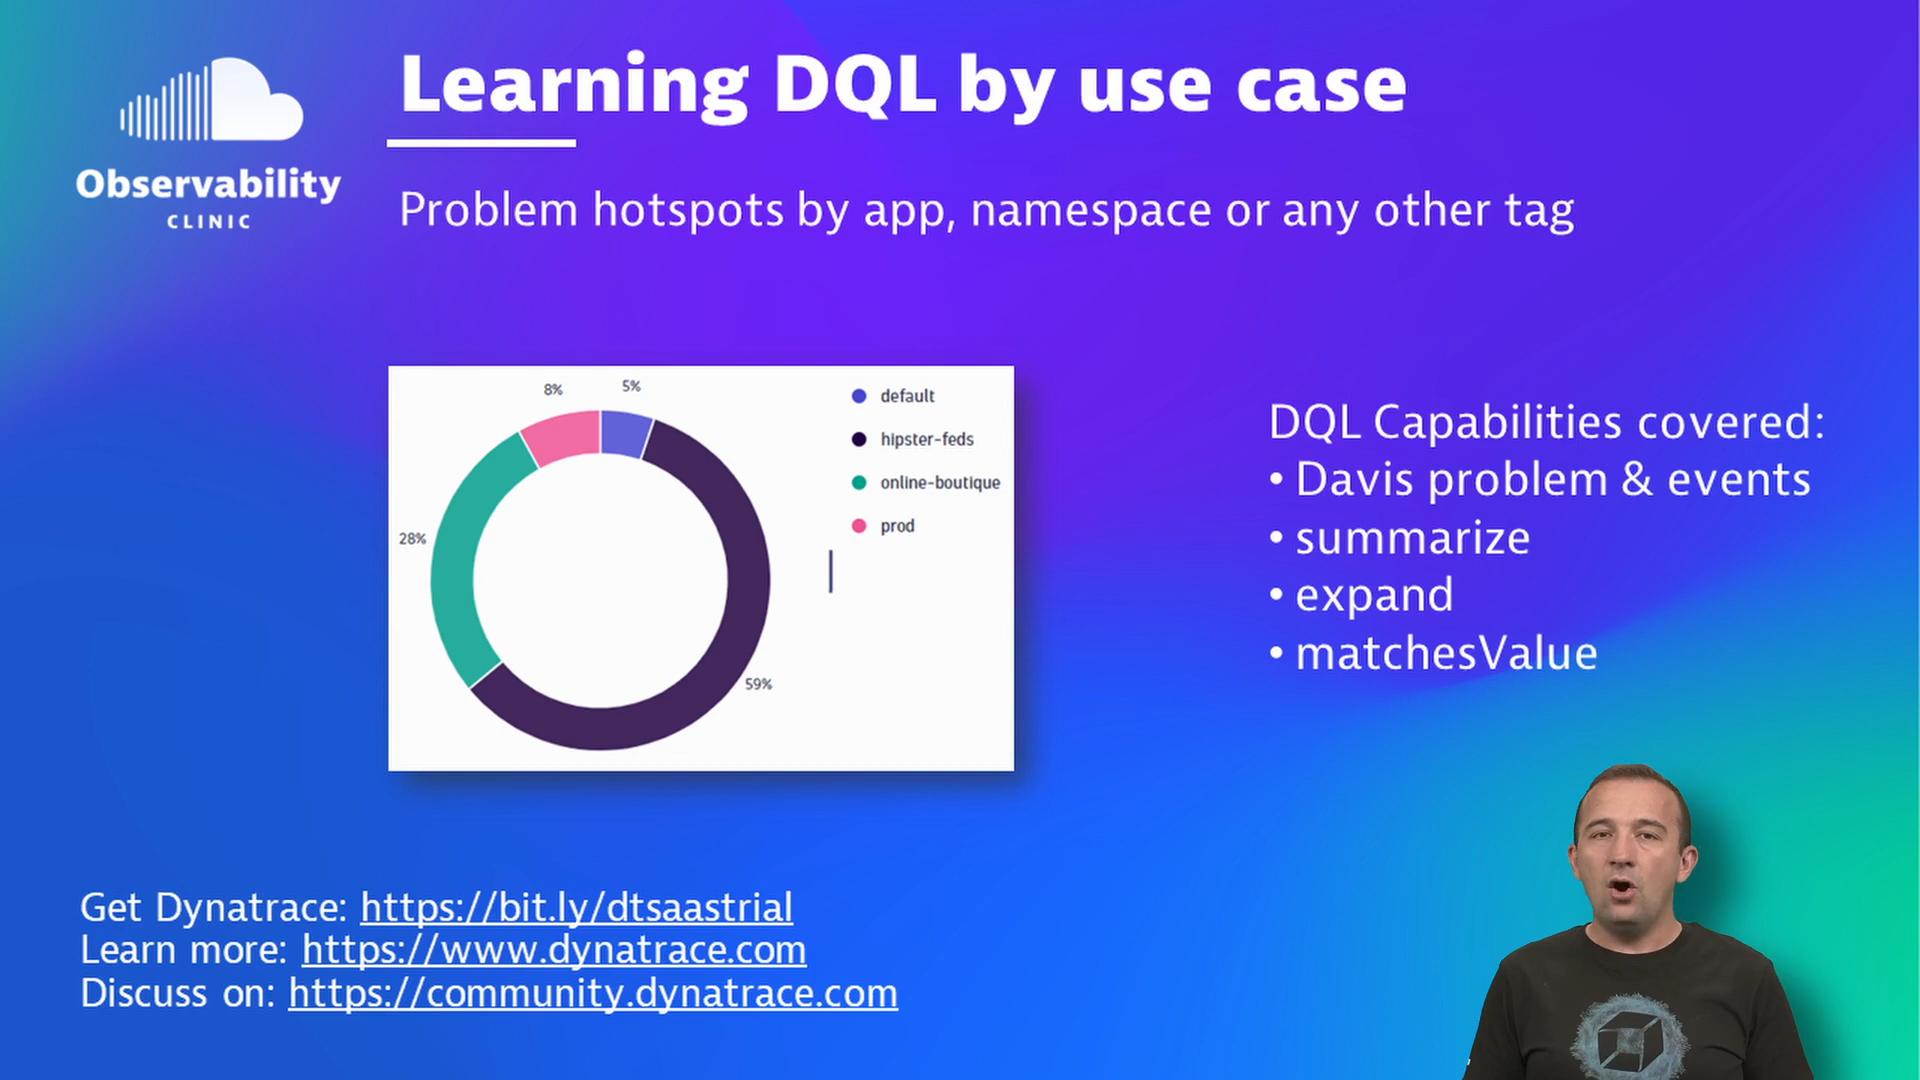 Observability
CLINIC
Learning DQL by use case
Problem hotspots by app, namespace or any other tag
8%
5%
28%
59%
default
hipster-feds
online-boutique
prod
DQL Capabilities covered:
• Davis problem & events
• summarize
• expand
• matchesValue
Get Dynatrace: https://bit.ly/dtsaastrial
Learn more: https://www.dynatrace.com
Discuss on: https://community.dynatrace.com